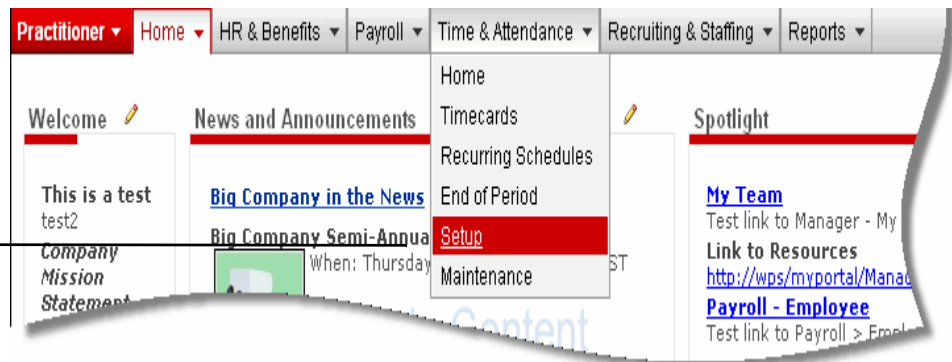 Practitioner Home HR & Benefits Payroll Time & Attendance Recruiting & Staffing Reports
Home
Timecards
Recurring Schedules
End of Period
Setup
Maintenance
Welcome
This is a test
test2
Company
Mission
Statement
News and Announcements
Big Company in the News
Big Company
When: Thursday
ST
Content
Spotlight
My Team
Test link to Manager - My
Link to Resources
http://wps/myportal/Manag
Payroll - Employee
Test link to Payroll >